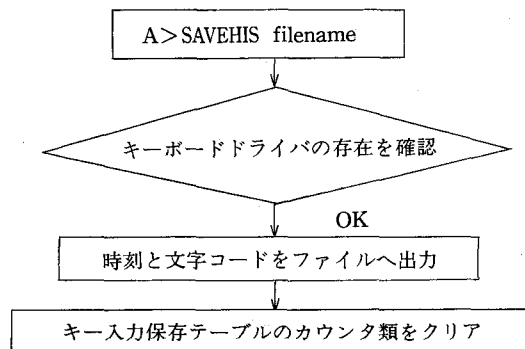 A>SAVEHIS filename
キーボードドライバの存在を確認
OK
時刻と文字コードをファイルへ出力
キー入力保存テーブルのカウンタ類をクリア